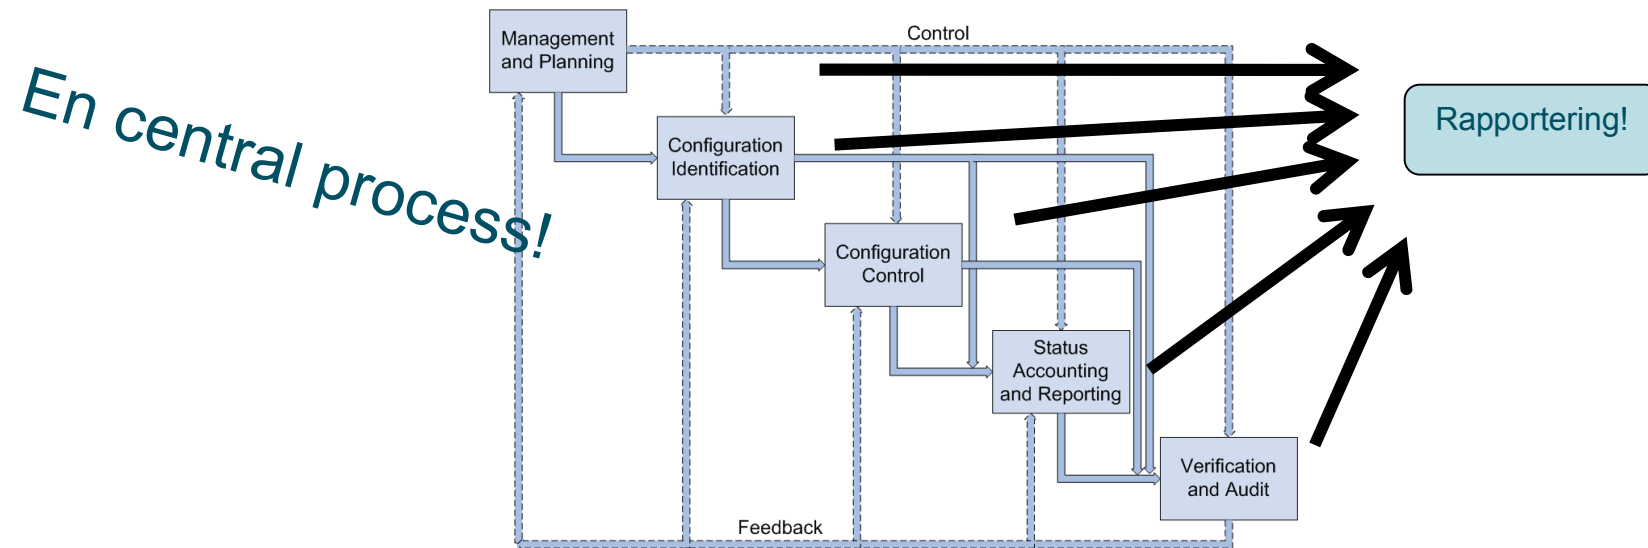 En central process!
Management
and Planning
Control
Rapportering!
Configuration
Identification
Configuration
Control
Status
Accounting
and Reporting
Verification
and Audit
Feedback